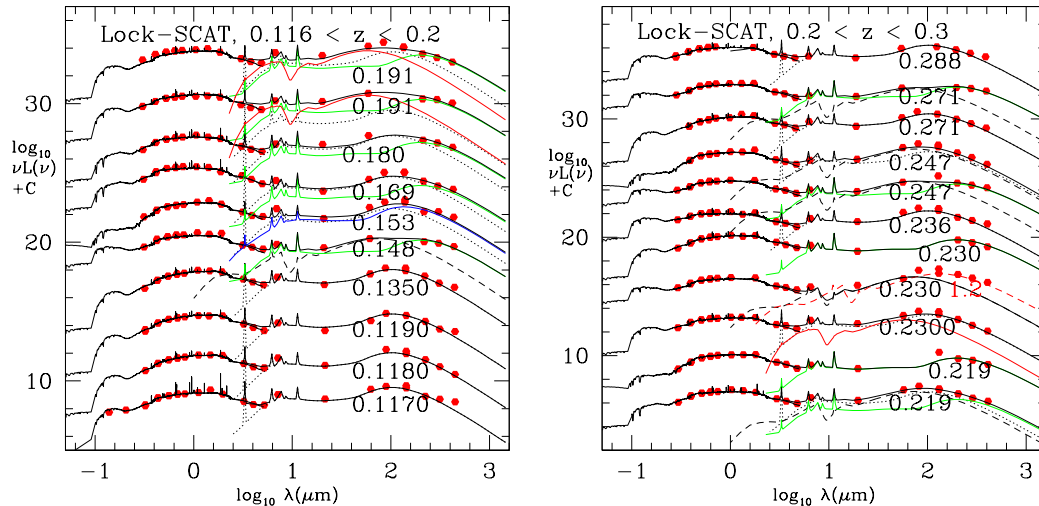 Lock-SCAT, 0.116 < z < 0.2
0.191
30
0.191
log₁₀
νL(ν)
+C
0.180
0.169
0.153
20
0.148
0.1350
0.1190
0.1180
10
0.1170
−1 0 1 2 3
log₁₀ λ(μm)
Lock-SCAT, 0.2 < z < 0.3
0.288
0.271
30
0.271
log₁₀
νL(ν)
+C
0.247
0.247
0.236
20
0.230
0.230 1.2
0.2300
10
0.219
0.219
−1 0 1 2 3
log₁₀ λ(μm)